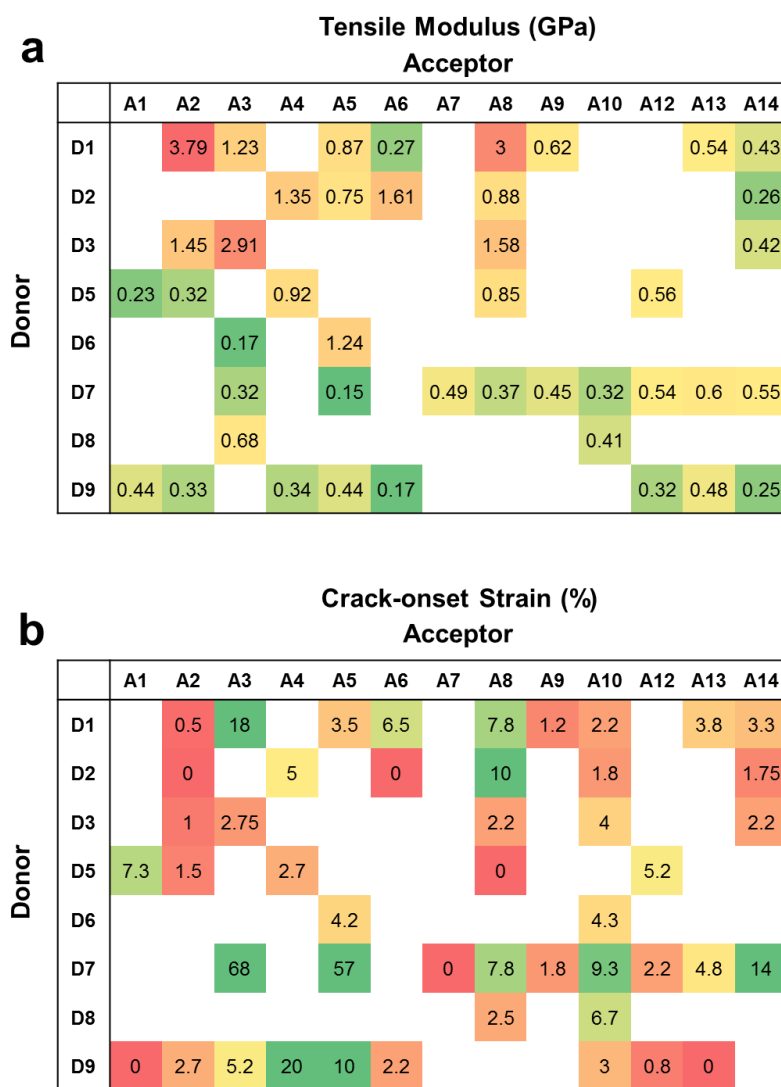 a
Tensile Modulus (GPa)
Acceptor
A1 A2 A3 A4 A5 A6 A7 A8 A9 A10 A12 A13 A14
Donor
D1 3.79 1.23 0.87 0.27 3 0.62 0.54 0.43
D2 1.35 0.75 1.61 0.88 0.26
D3 1.45 2.91 1.58 0.42
D5 0.23 0.32 0.92 0.85 0.56
D6 0.17 1.24
D7 0.32 0.15 0.49 0.37 0.45 0.32 0.54 0.6 0.55
D8 0.68 0.41
D9 0.44 0.33 0.34 0.44 0.17 0.32 0.48 0.25
b
Crack-onset Strain (%)
Acceptor
A1 A2 A3 A4 A5 A6 A7 A8 A9 A10 A12 A13 A14
Donor
D1 0.5 18 3.5 6.5 7.8 1.2 2.2 3.8 3.3
D2 0 5 0 10 1.8 1.75
D3 1 2.75 2.2 4 2.2
D5 7.3 1.5 2.7 0 5.2
D6 4.2 4.3
D7 68 57 0 7.8 1.8 9.3 2.2 4.8 14
D8 2.5 6.7
D9 0 2.7 5.2 20 10 2.2 3 0.8 0